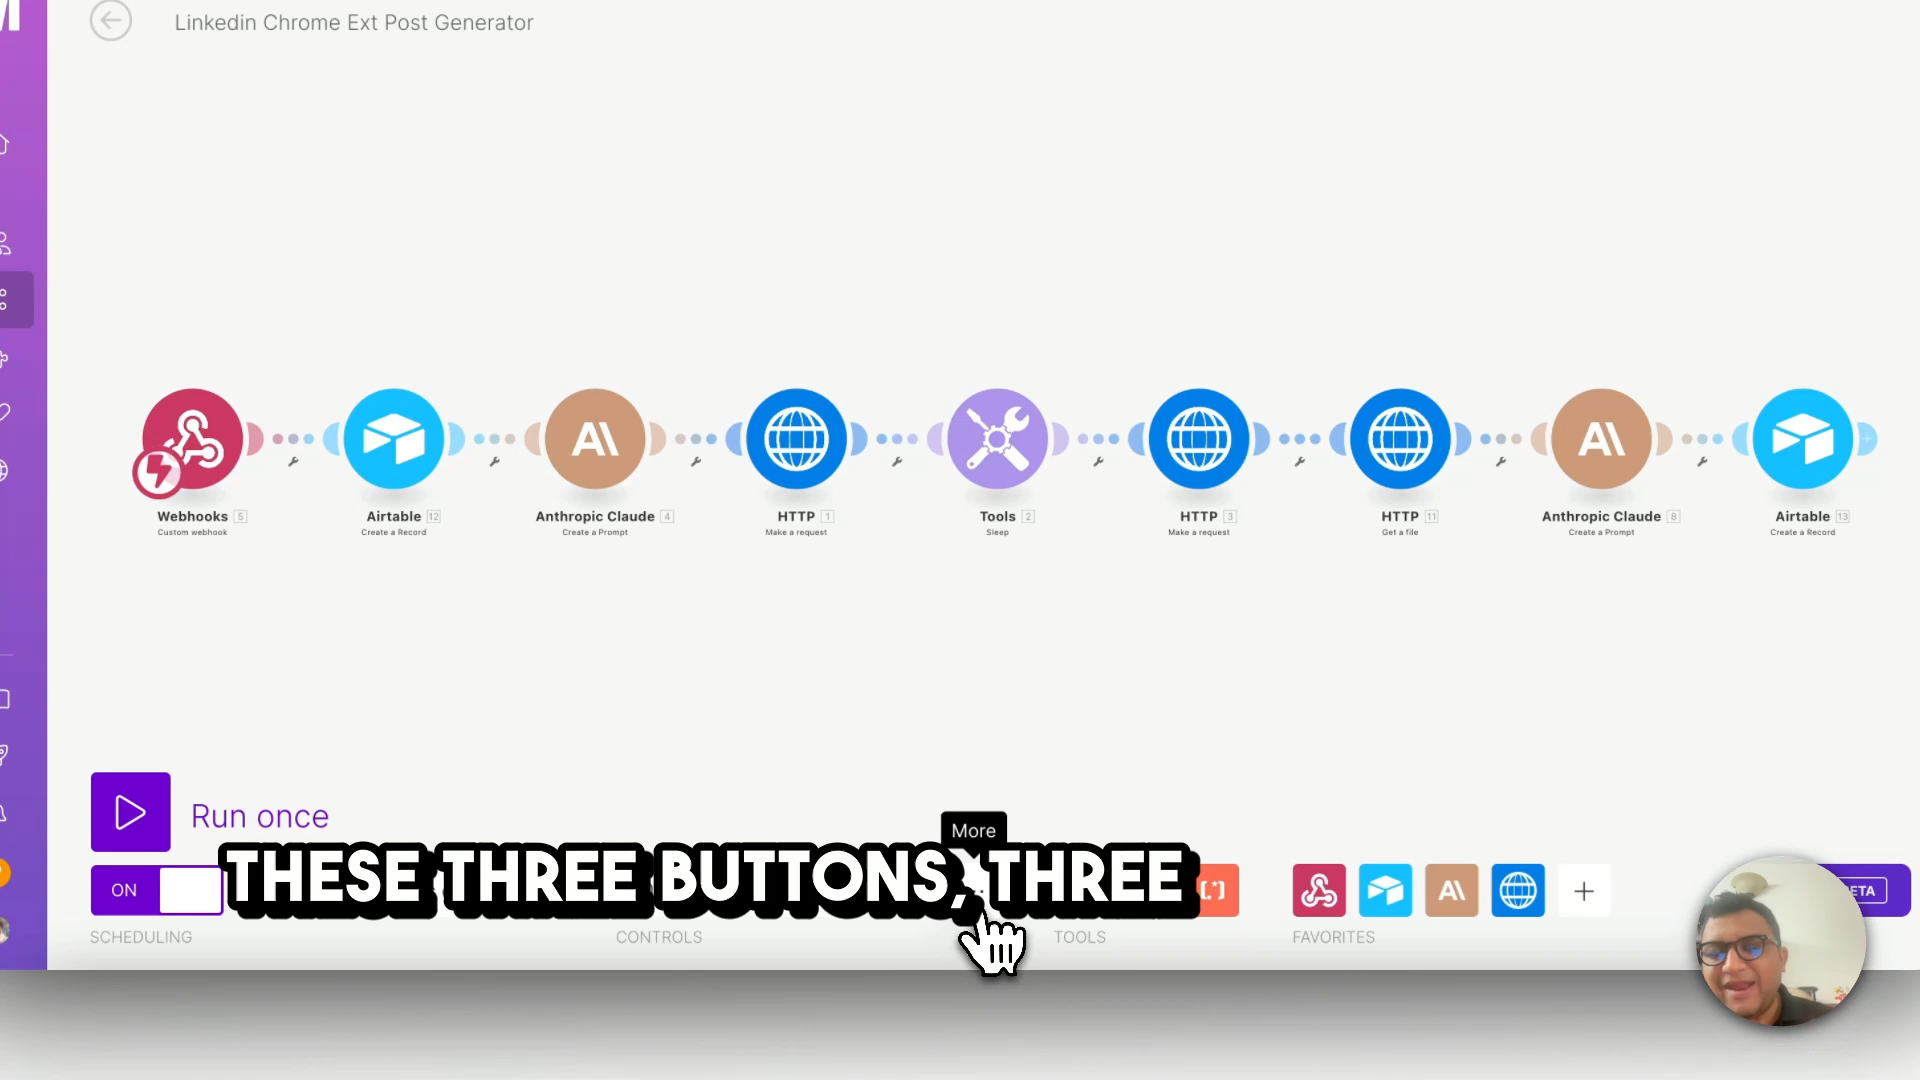 Linkedin Chrome Ext Post Generator
Webhooks 5
Custom webhook
Airtable 12
Create a Record
Anthropic Claude 4
Create a Prompt
HTTP 1
Make a request
Tools 2
Sleep
HTTP 3
Make a request
HTTP 11
Get a file
Anthropic Claude 8
Create a Prompt
Airtable 13
Create a Record
Run once
More
THESE THREE BUTTONS, THREE
ON
[.*]
A\
ETA
SCHEDULING
CONTROLS
TOOLS
FAVORITES